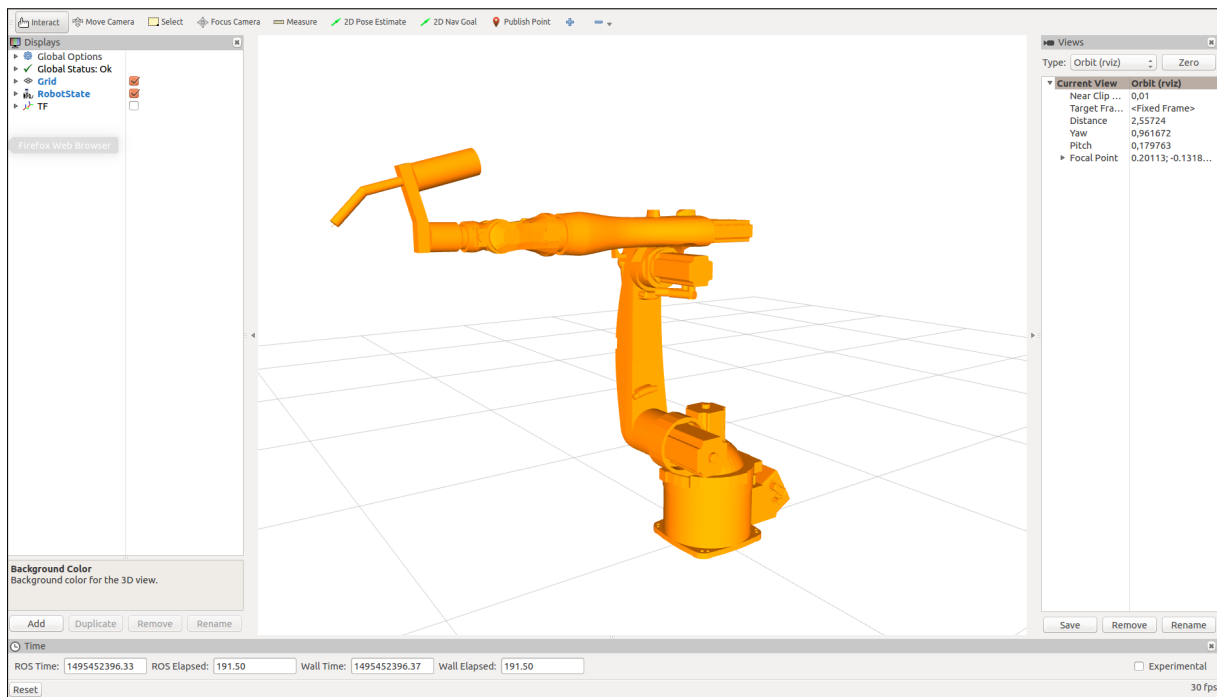 Interact Move Camera Select Focus Camera Measure 2D Pose Estimate 2D Nav Goal Publish Point
Displays
Global Options
Global Status: Ok
Grid
RobotState
TF
Firefox Web Browser
Background Color
Background color for the 3D view.
Add Duplicate Remove Rename
Views
Type: Orbit (rviz) Zero
Current View Orbit (rviz)
Near Clip ... 0,01
Target Fra... <Fixed Frame>
Distance 2,55724
Yaw 0,961672
Pitch 0,179763
Focal Point 0.20113; -0.1318...
Save Remove Rename
Time
ROS Time: 1495452396.33 ROS Elapsed: 191.50 Wall Time: 1495452396.37 Wall Elapsed: 191.50 Experimental
Reset 30 fps